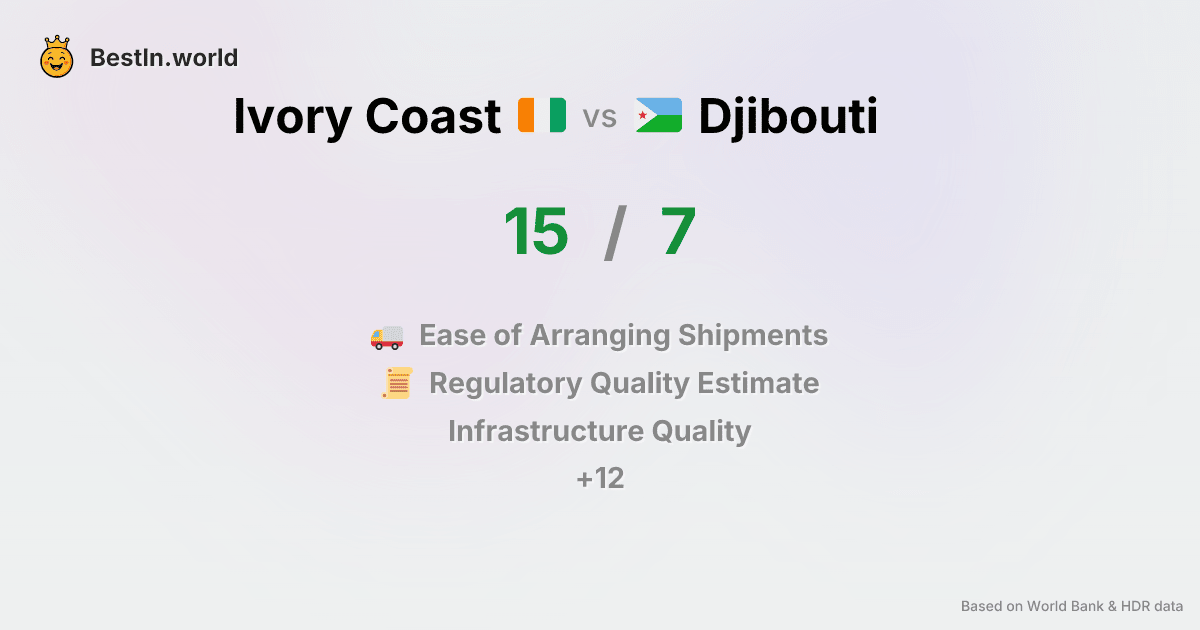 BestIn.world
Ivory Coast vs Djibouti
15 / 7
Ease of Arranging Shipments
Regulatory Quality Estimate
Infrastructure Quality
+12
Based on World Bank & HDR data